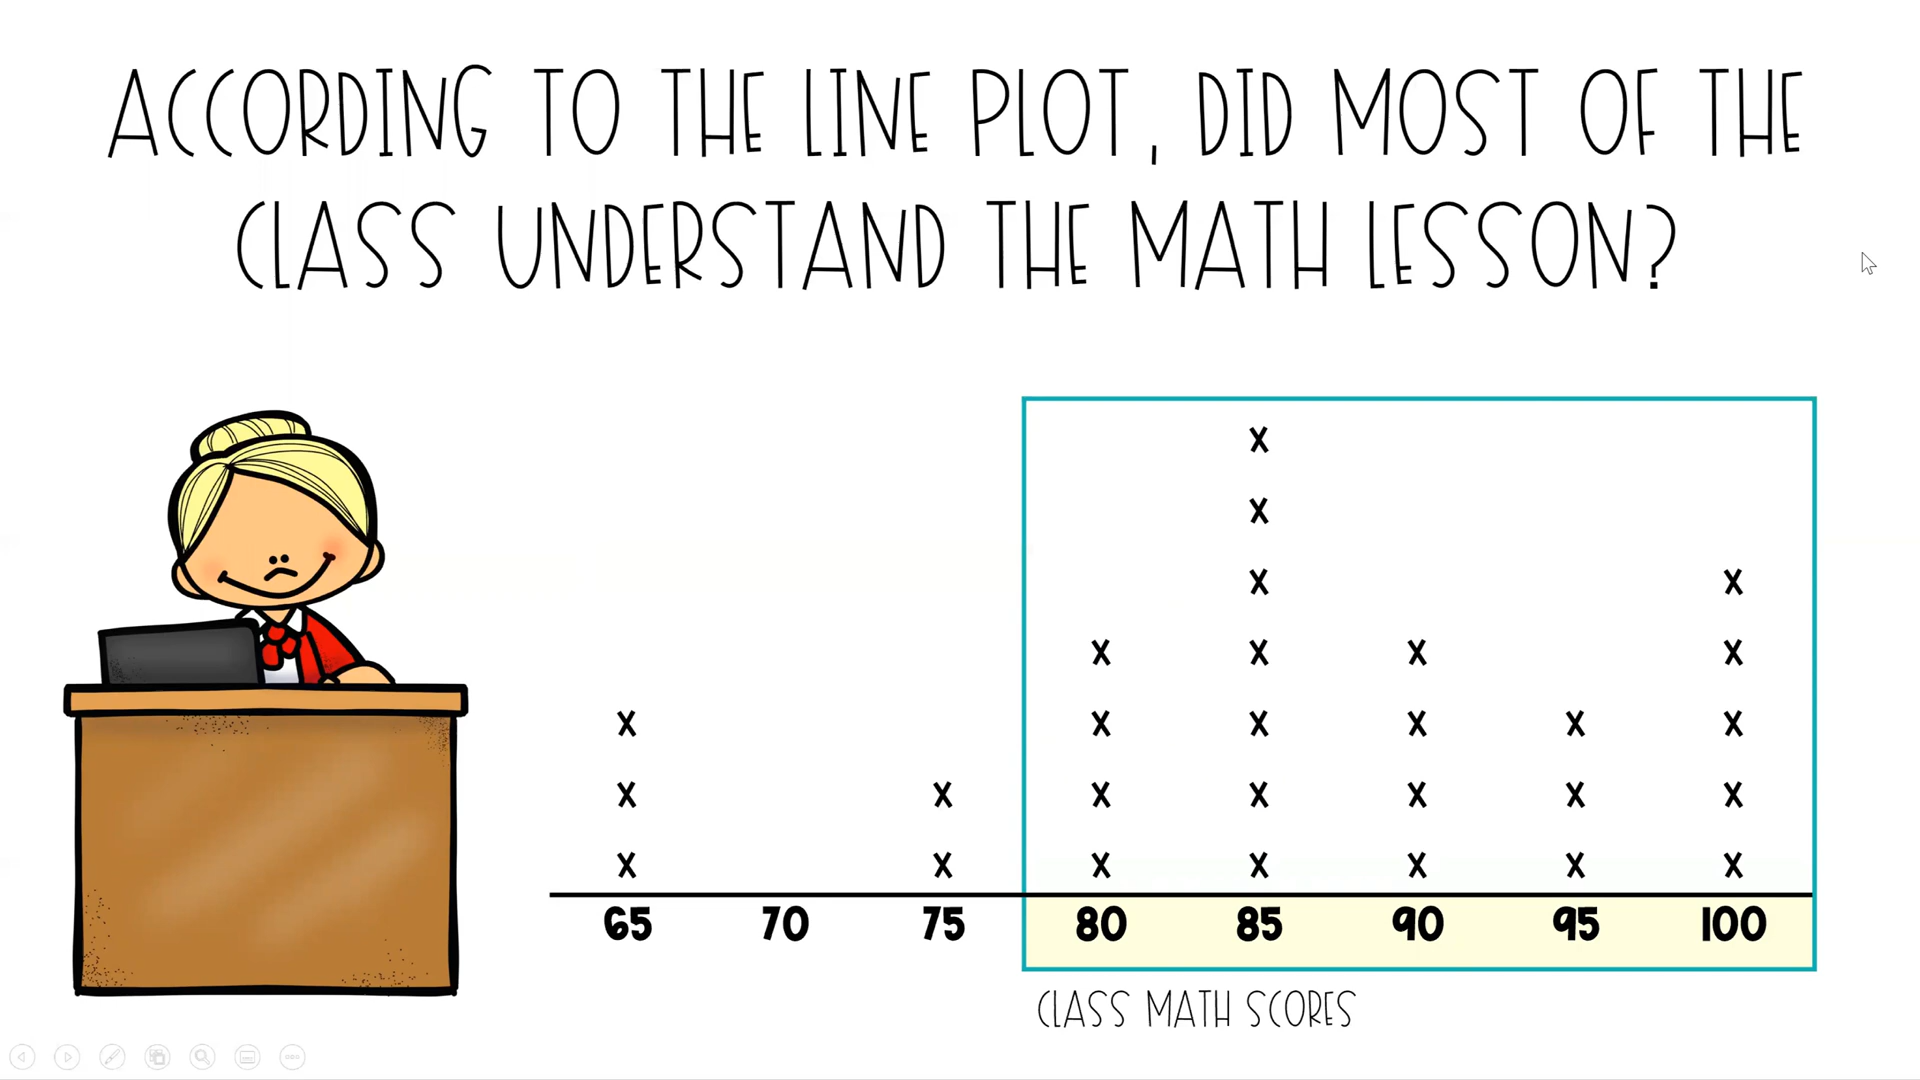 ACCORDING TO THE LINE PLOT, DID MOST OF THE
CLASS UNDERSTAND THE MATH LESSON?
X
X
X X X
X X X X
X X X X X X
X X X X X X X
X X X X X X X
65 70 75 80 85 90 95 100
CLASS MATH SCORES